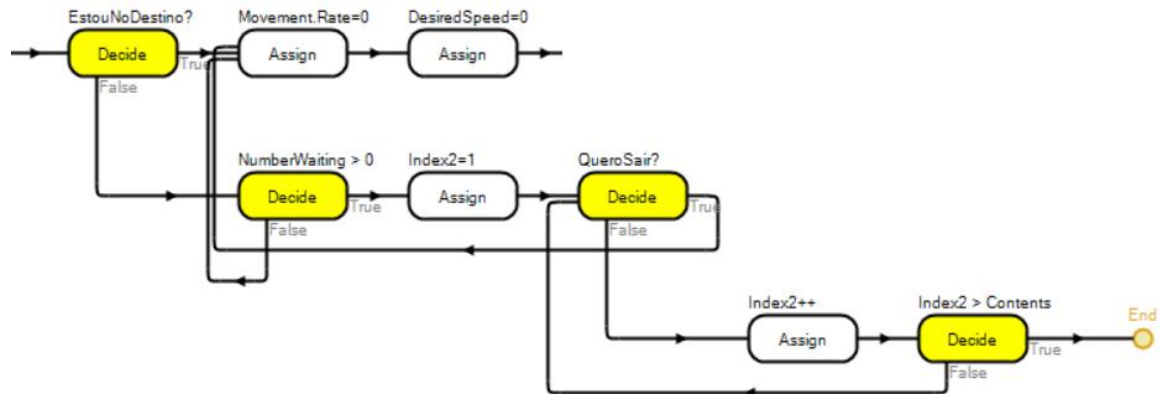 EstouNoDestino?
Movement.Rate=0
DesiredSpeed=0
Decide
True
Assign
Assign
False
NumberWaiting > 0
Index2=1
QueroSair?
Decide
True
Assign
Decide
True
False
False
Index2++
Index2 > Contents
End
Assign
Decide
True
False